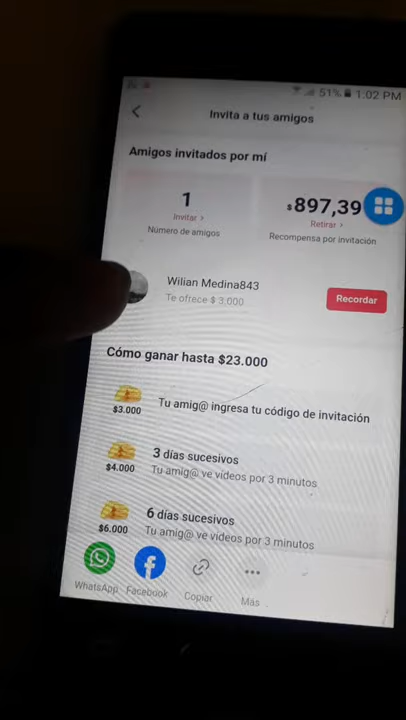 51% 1:02 PM
Invita a tus amigos
Amigos invitados por mí
1
Invitar >
Número de amigos
$897,39
Retirar >
Recompensa por invitación
Wilian Medina843
Te ofrece $ 3,000
Recordar
Cómo ganar hasta $23.000
$3.000
Tu amig@ ingresa tu código de invitación
3 días sucesivos
$4.000
Tu amig@ ve videos por 3 minutos
6 días sucesivos
$6.000
Tu amig@ ve videos por 3 minutos
WhatsApp
Facebook
Copiar
Más